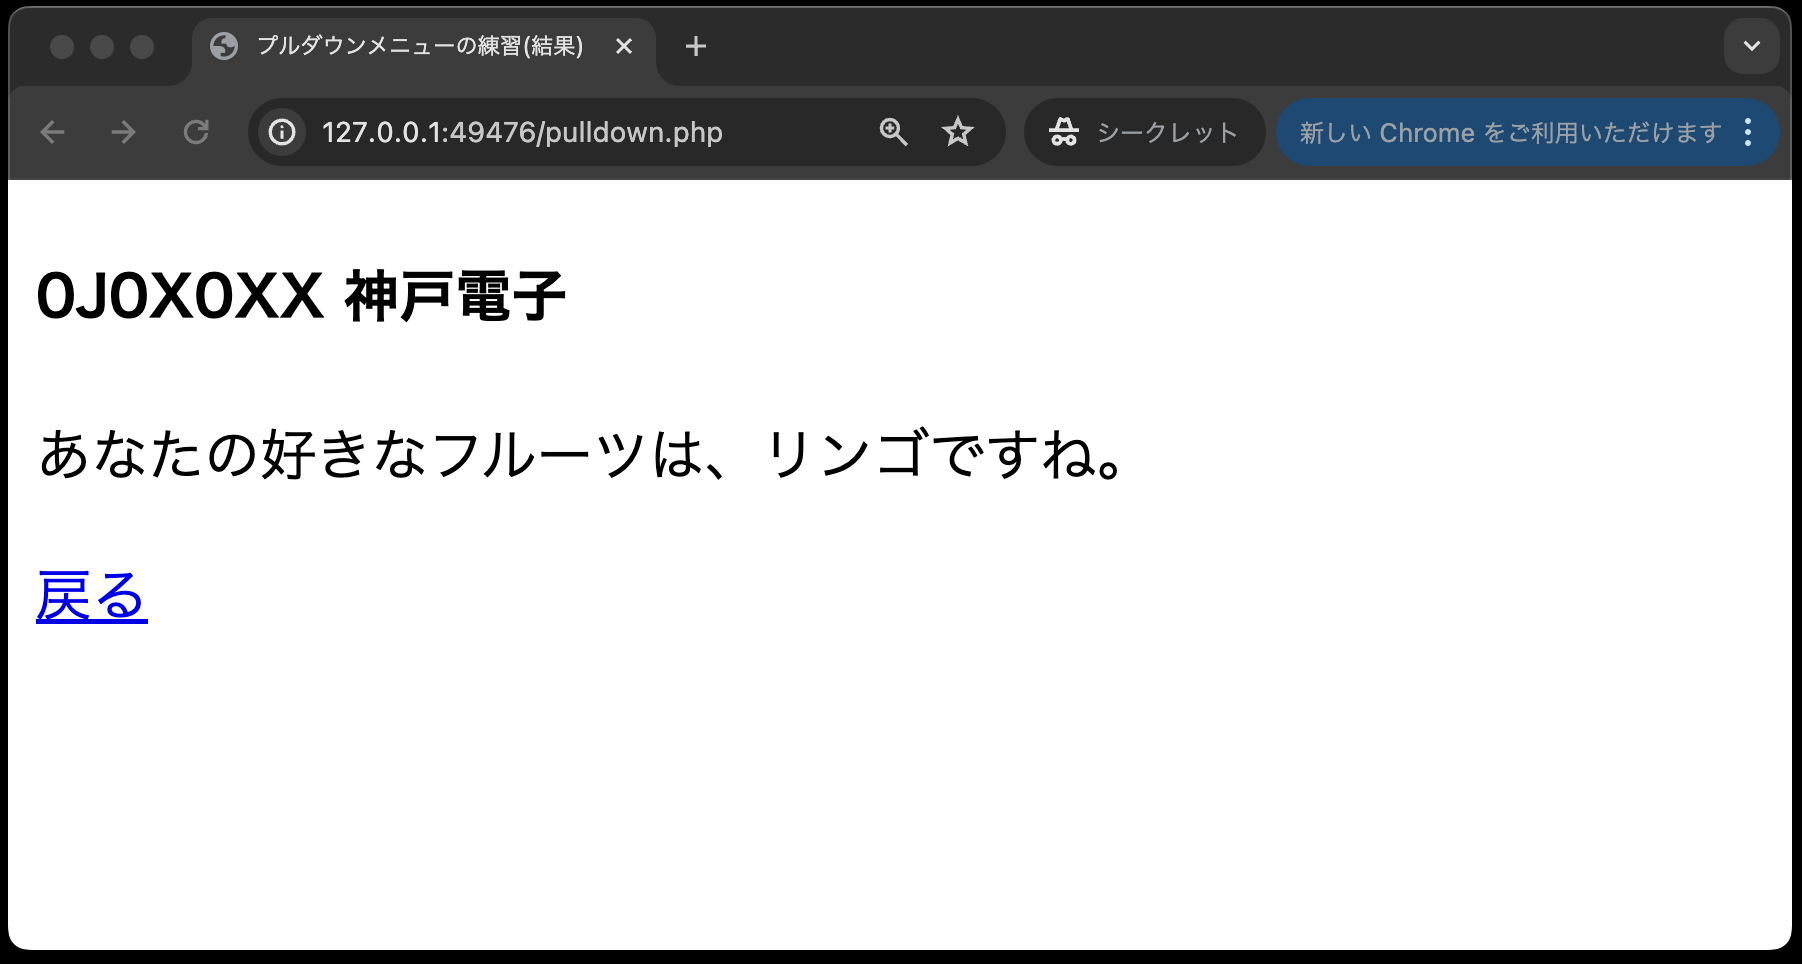 プルダウンメニューの練習(結果)
127.0.0.1:49476/pulldown.php
シークレット
新しい Chrome をご利用いただけます
0J0X0XX 神戸電子
あなたの好きなフルーツは、リンゴですね。
戻る